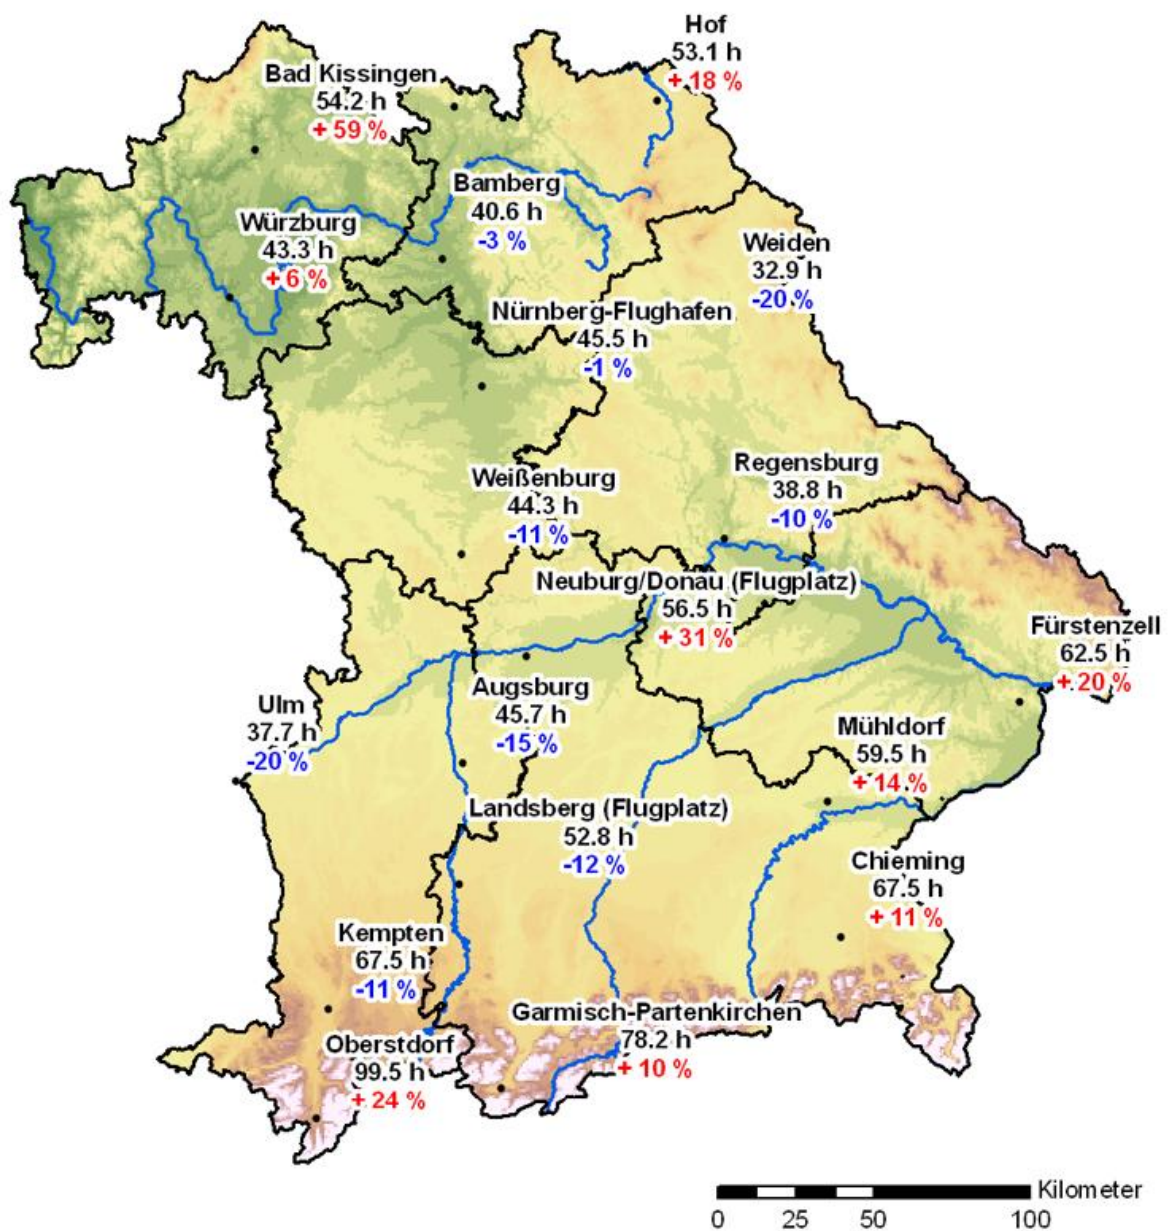 Hof
53.1 h
+ 18 %
Bad Kissingen
54.2 h
+ 59 %
Bamberg
40.6 h
-3 %
Würzburg
43.3 h
+ 6 %
Weiden
32.9 h
-20 %
Nürnberg-Flughafen
45.5 h
-1 %
Weißenburg
44.3 h
-11 %
Regensburg
38.8 h
-10 %
Neuburg/Donau (Flugplatz)
56.5 h
+ 31 %
Fürstenzell
62.5 h
+ 20 %
Augsburg
45.7 h
-15 %
Ulm
37.7 h
-20 %
Mühldorf
59.5 h
+ 14 %
Landsberg (Flugplatz)
52.8 h
-12 %
Chieming
67.5 h
+ 11 %
Kempten
67.5 h
-11 %
Garmisch-Partenkirchen
78.2 h
+ 10 %
Oberstdorf
99.5 h
+ 24 %
Kilometer
0 25 50 100